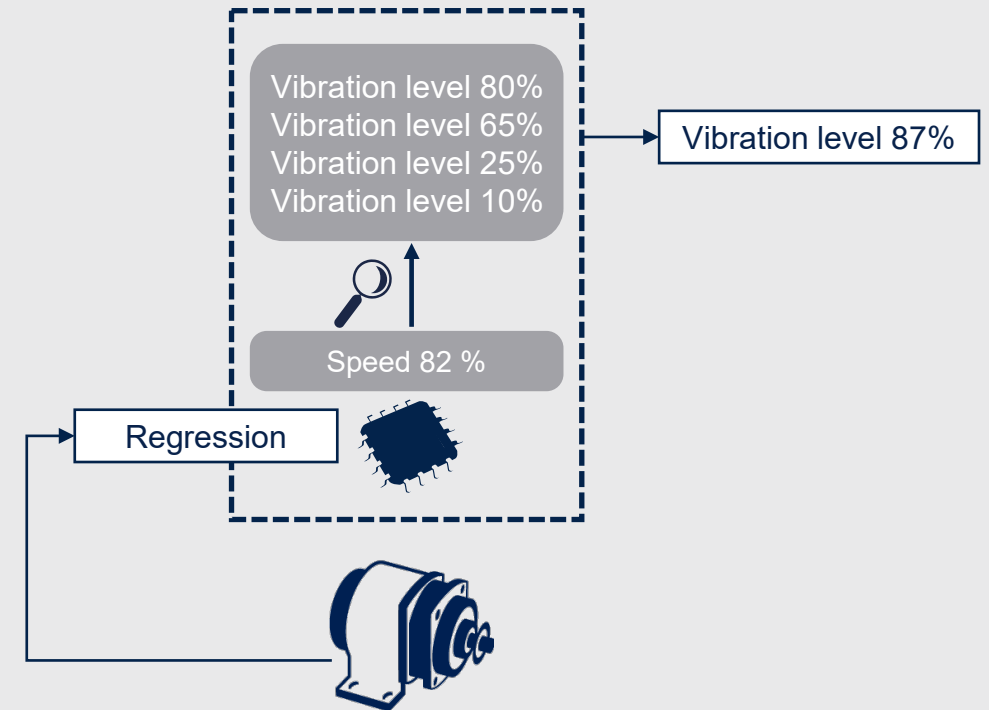 Vibration level 80%
Vibration level 65%
Vibration level 25%
Vibration level 10%
Vibration level 87%
Speed 82 %
Regression